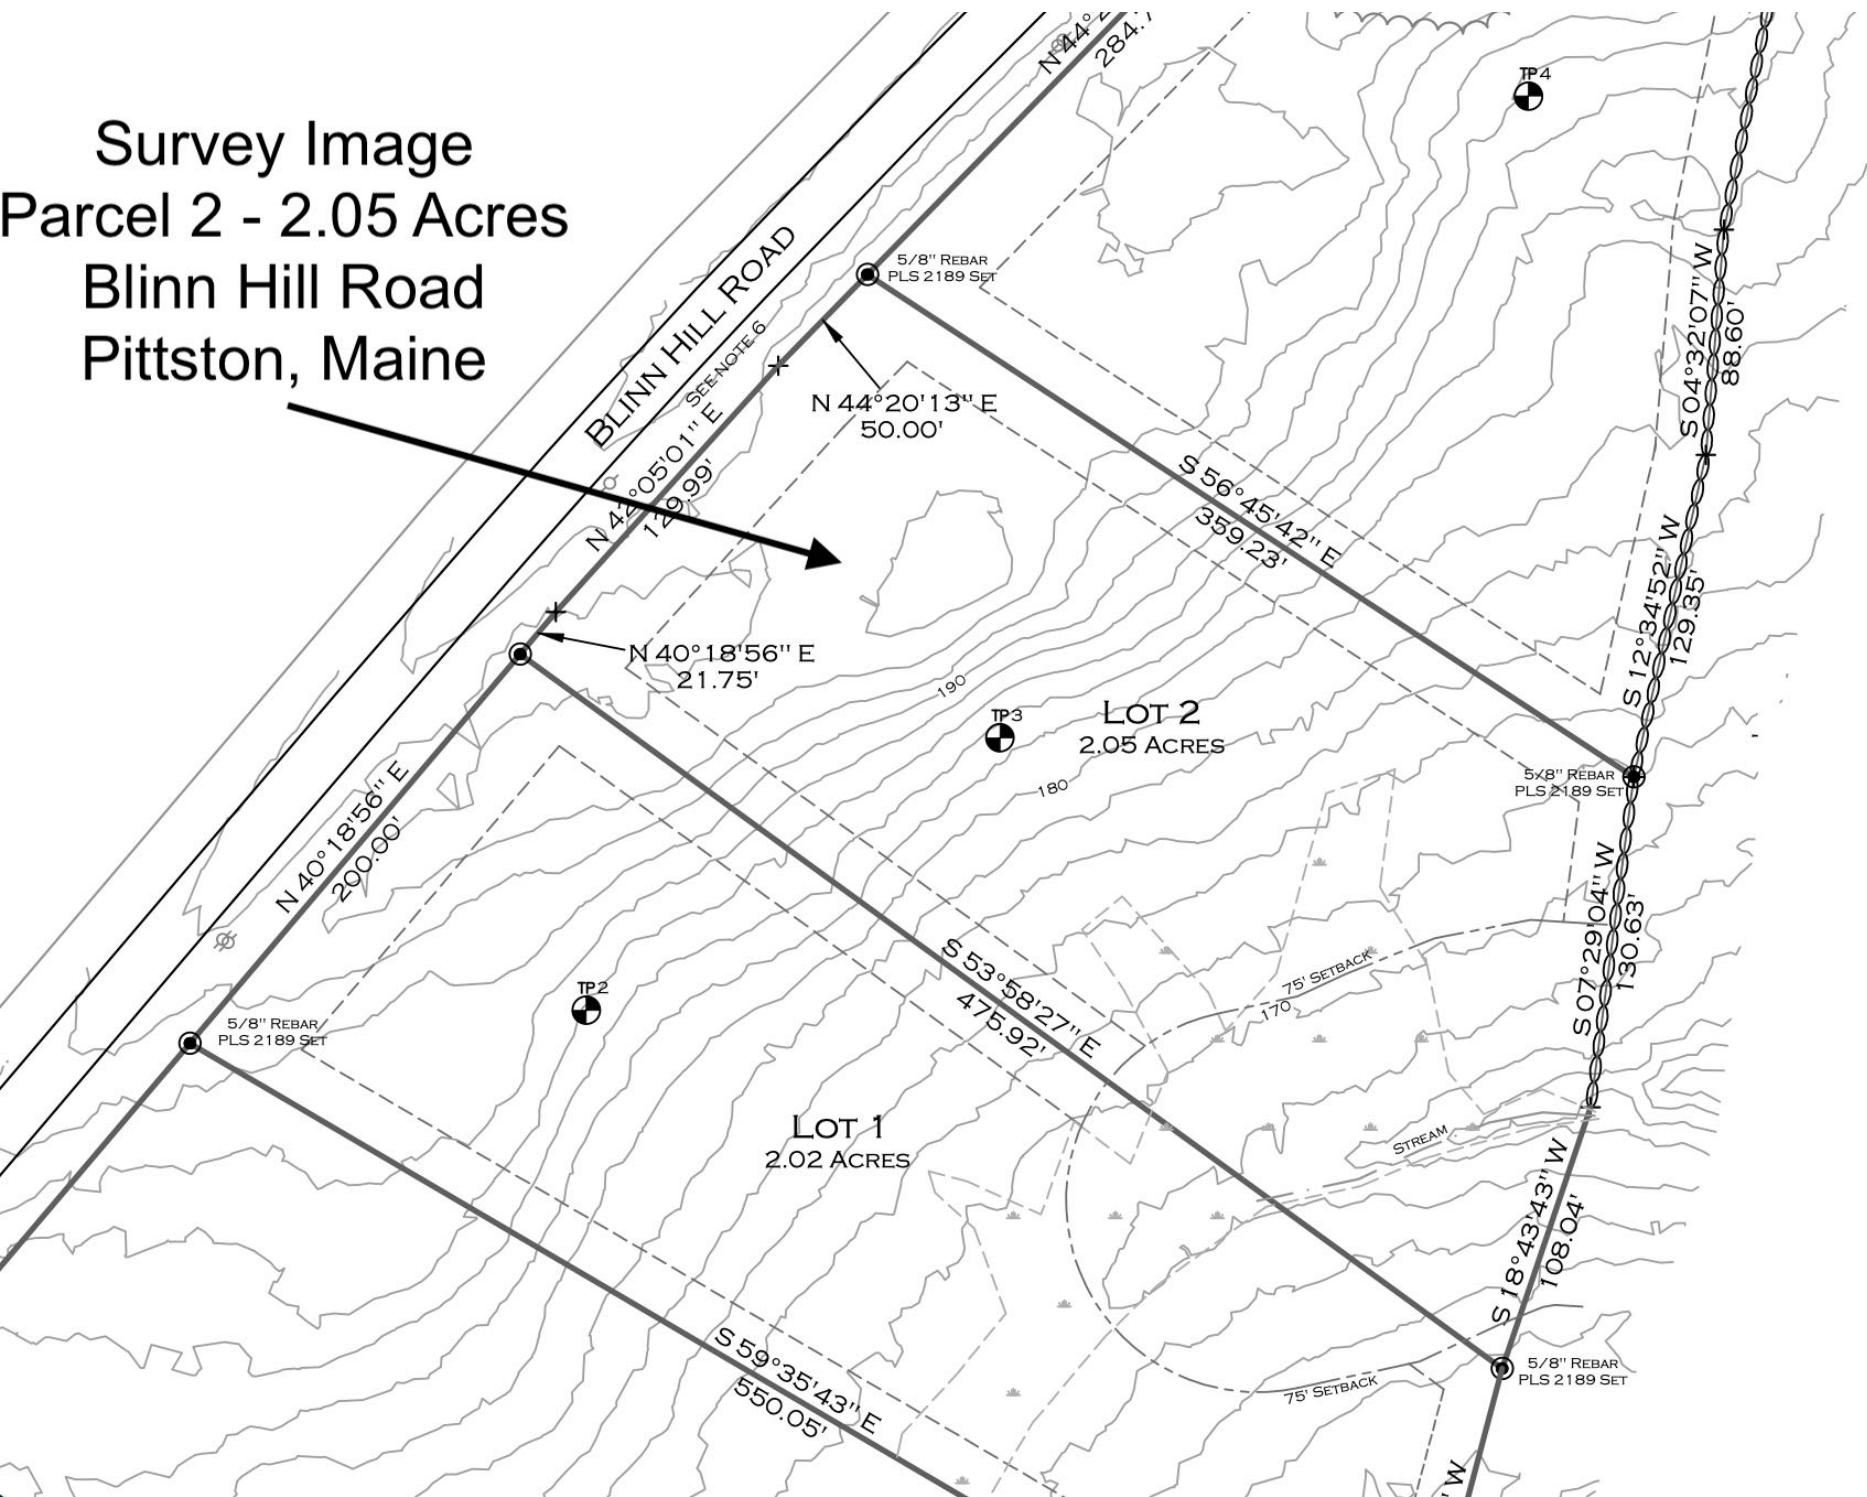 Survey Image
Parcel 2 - 2.05 Acres
Blinn Hill Road
Pittston, Maine
N 44°
284.7
TP4
BLINN HILL ROAD
SEE NOTE 6
5/8" REBAR
PLS 2189 SET
N 44°20'13" E
50.00'
N 42°05'01" E
129.99'
S 04°32'07" W
88.60'
S 56°45'42" E
359.23'
S 12°34'52" W
129.35'
N 40°18'56" E
21.75'
190
TP3
LOT 2
2.05 ACRES
180
5/8" REBAR
PLS 2189 SET
N 40°18'56" E
200.00'
S 07°29'04" W
130.63'
75' SETBACK
170
S 53°58'27" E
475.92'
TP2
5/8" REBAR
PLS 2189 SET
LOT 1
2.02 ACRES
STREAM
S 18°43'43" W
108.04'
5/8" REBAR
PLS 2189 SET
75' SETBACK
S 59°35'43" E
550.05'
" W